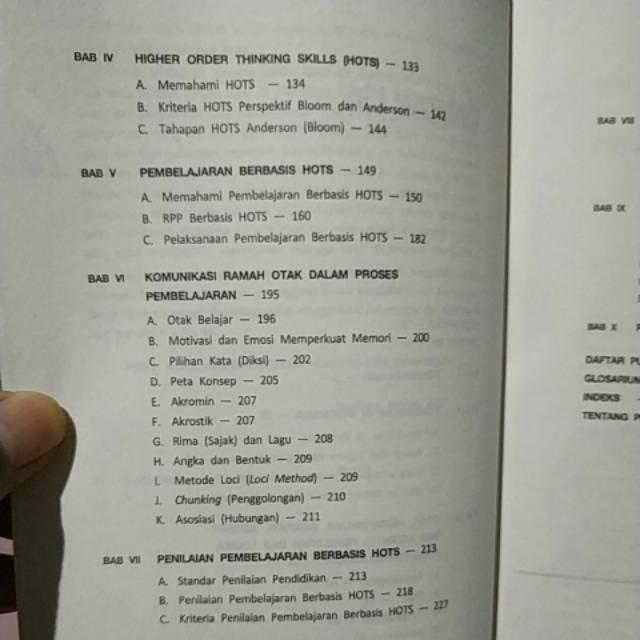 BAB IV HIGHER ORDER THINKING SKILLS (HOTS) — 133
A. Memahami HOTS — 134
B. Kriteria HOTS Perspektif Bloom dan Anderson — 142
C. Tahapan HOTS Anderson (Bloom) — 144
BAB V PEMBELAJARAN BERBASIS HOTS — 149
A. Memahami Pembelajaran Berbasis HOTS — 150
B. RPP Berbasis HOTS — 160
C. Pelaksanaan Pembelajaran Berbasis HOTS — 182
BAB VI KOMUNIKASI RAMAH OTAK DALAM PROSES
PEMBELAJARAN — 195
A. Otak Belajar — 196
B. Motivasi dan Emosi Memperkuat Memori — 200
C. Pilihan Kata (Diksi) — 202
D. Peta Konsep — 205
E. Akromin — 207
F. Akrostik — 207
G. Rima (Sajak) dan Lagu — 208
H. Angka dan Bentuk — 209
I. Metode Loci (Loci Method) — 209
J. Chunking (Penggolongan) — 210
K. Asosiasi (Hubungan) — 211
BAB VII PENILAIAN PEMBELAJARAN BERBASIS HOTS — 213
A. Standar Penilaian Pendidikan — 213
B. Penilaian Pembelajaran Berbasis HOTS — 218
C. Kriteria Penilaian Pembelajaran Berbasis HOTS — 227
BAB VIII
BAB IX
BAB X
DAFTAR
GLOSARIUM
INDEKS
TENTANG